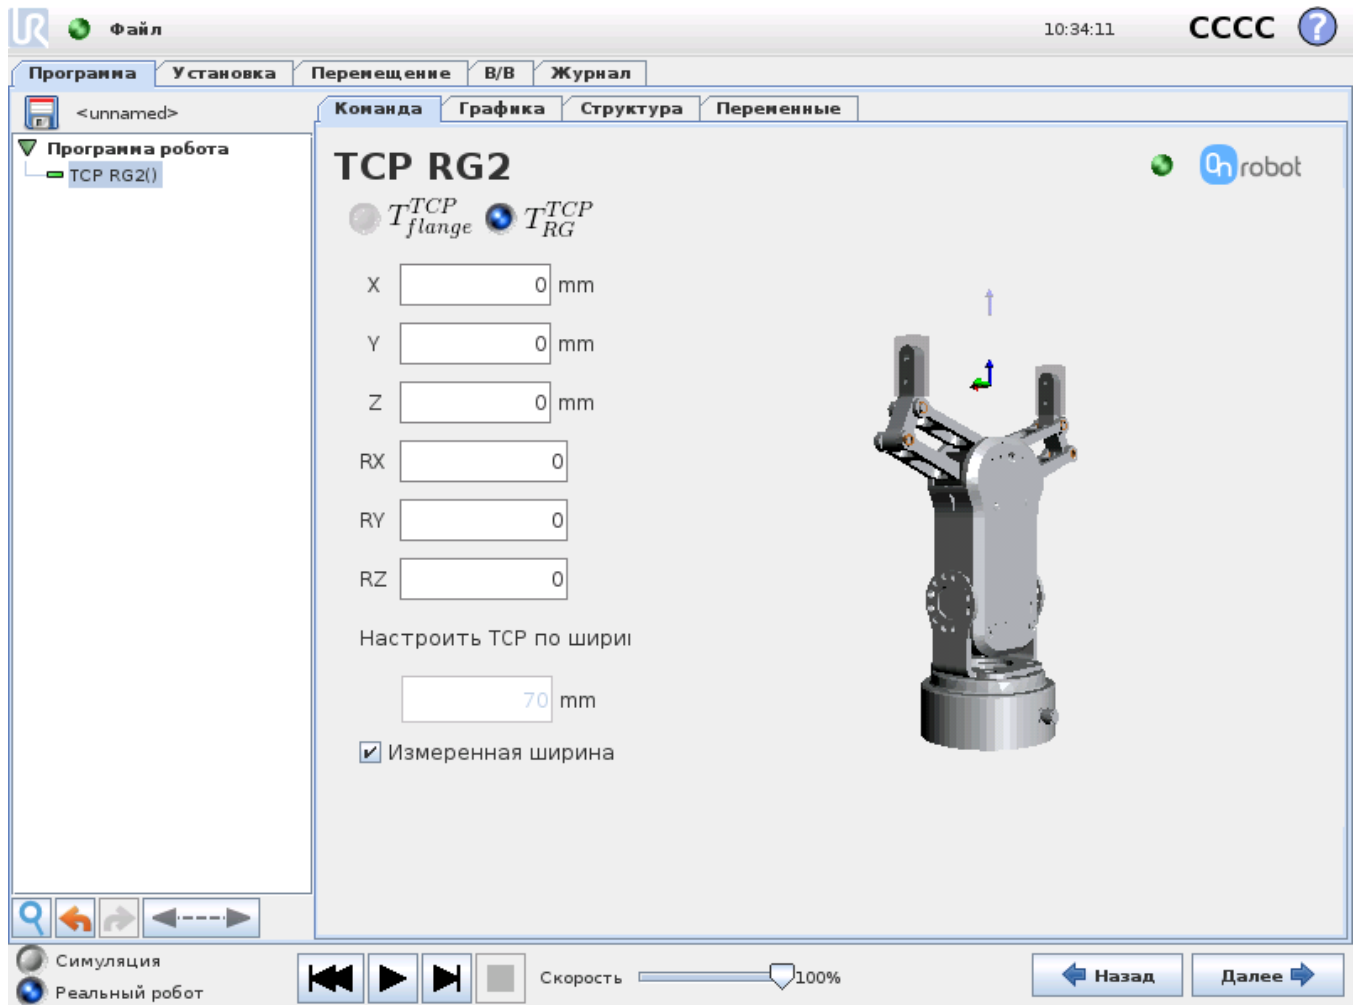 Файл 10:34:11 CCCC ?
Программа Установка Перемещение В/В Журнал
<unnamed> Команда Графика Структура Переменные
Программа робота
TCP RG2()
TCP RG2
On robot
T TCP flange T TCP RG
X 0 mm
Y 0 mm
Z 0 mm
RX 0
RY 0
RZ 0
Настроить TCP по шири
70 mm
Измеренная ширина
Симуляция
Реальный робот
Скорость 100%
Назад Далее